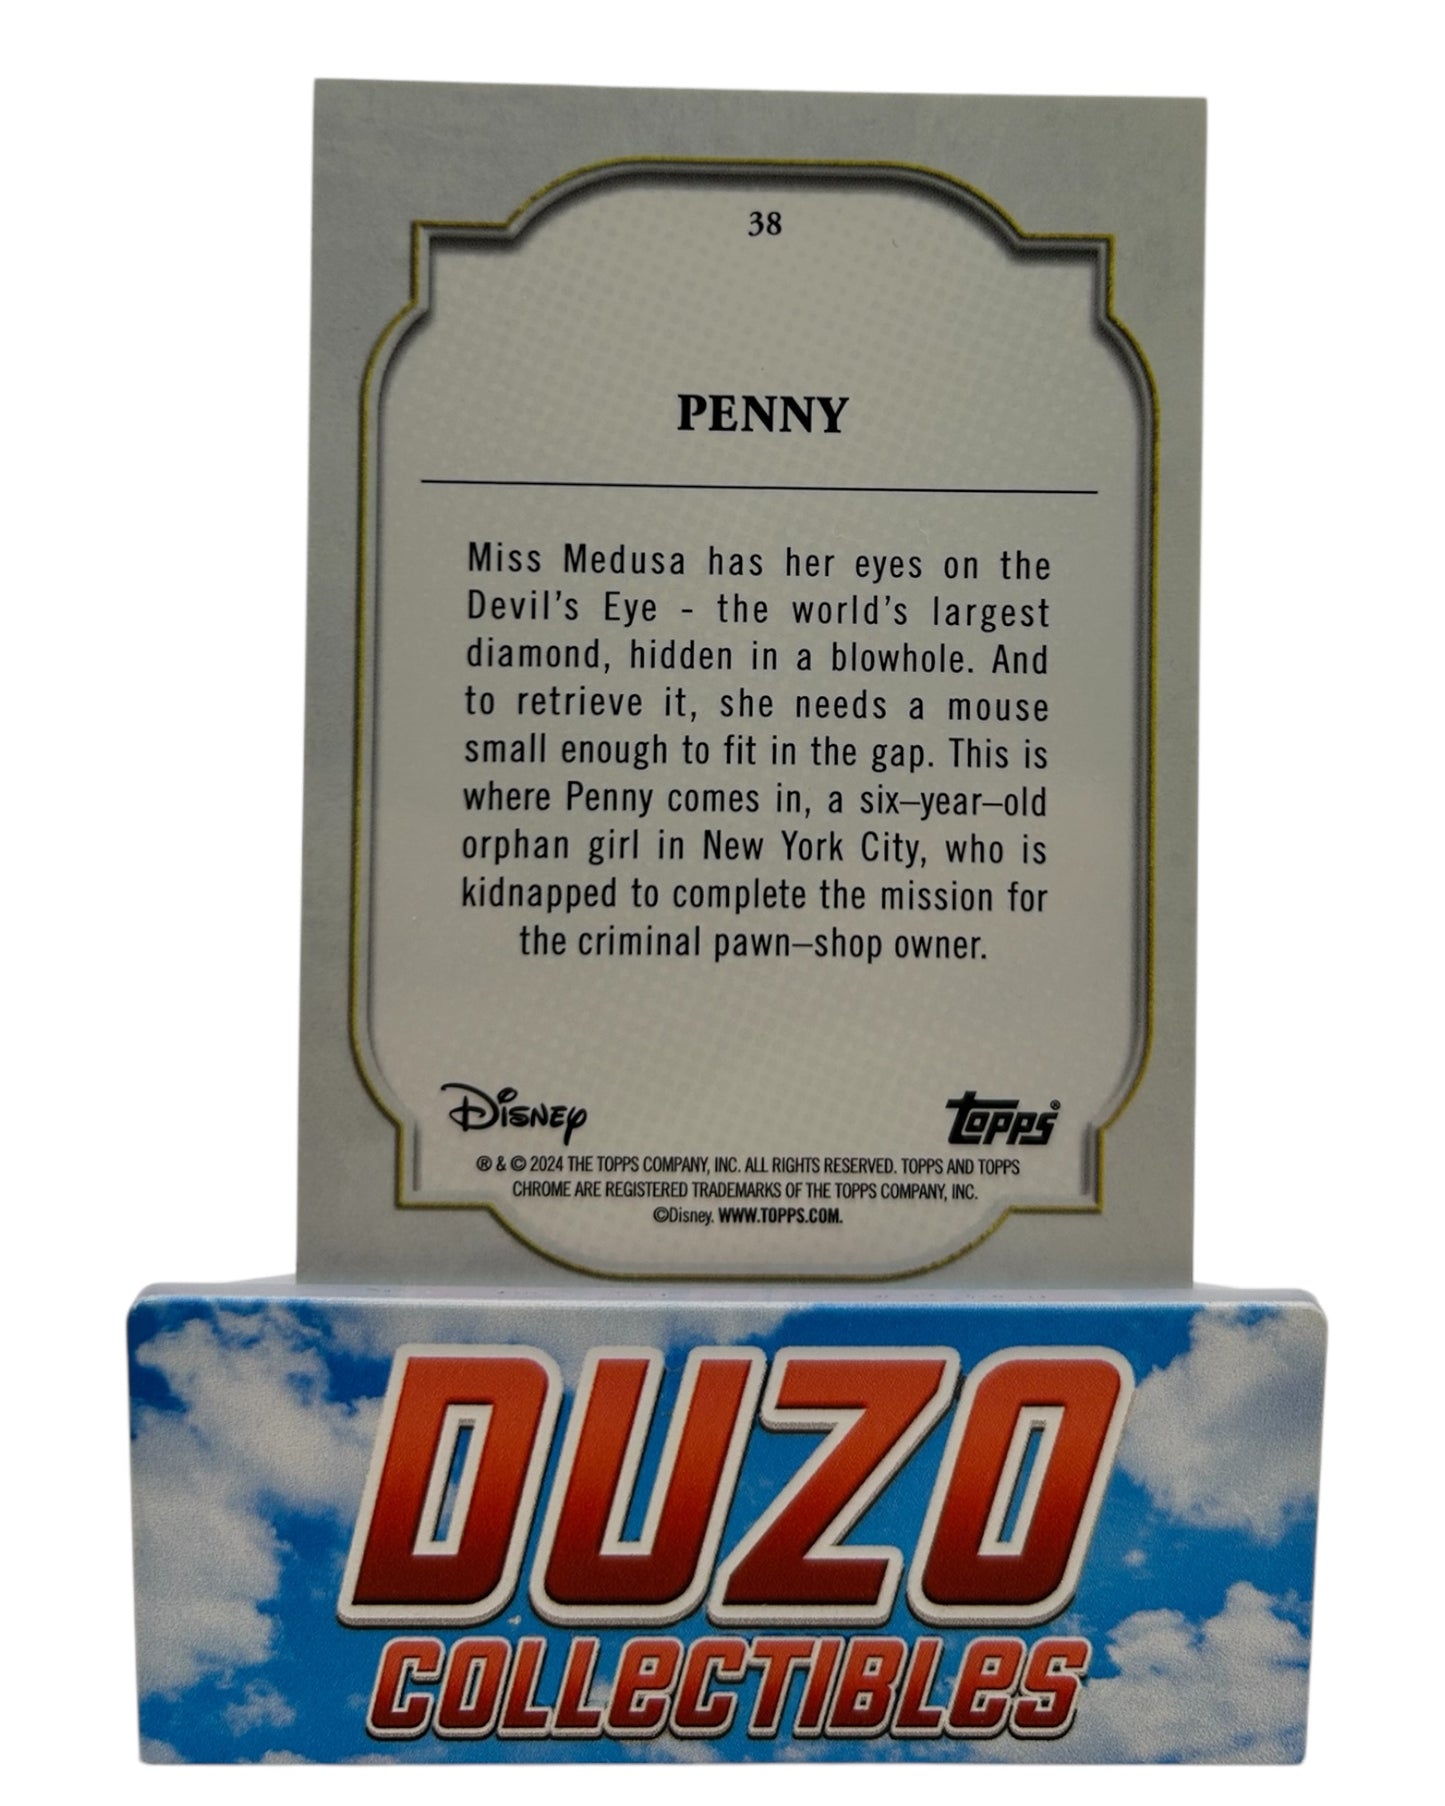 38
PENNY
Miss Medusa has her eyes on the
Devil's Eye - the world's largest
diamond, hidden in a blowhole. And
to retrieve it, she needs a mouse
small enough to fit in the gap. This is
where Penny comes in, a six–year–old
orphan girl in New York City, who is
kidnapped to complete the mission for
the criminal pawn–shop owner.
Disney
Topps®
® & © 2024 THE TOPPS COMPANY, INC. ALL RIGHTS RESERVED. TOPPS AND TOPPS
CHROME ARE REGISTERED TRADEMARKS OF THE TOPPS COMPANY, INC.
©Disney. WWW.TOPPS.COM.
DUZO
COLLECTIBLES